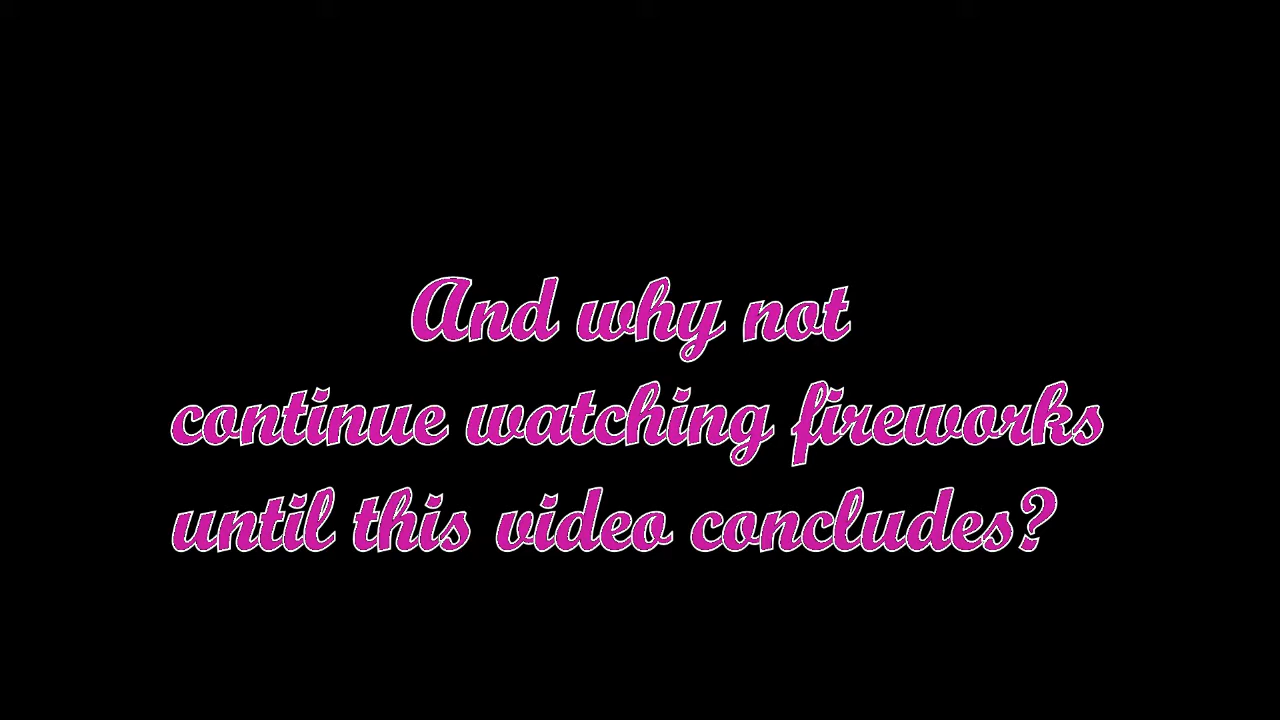 And why not
continue watching fireworks
until this video concludes?